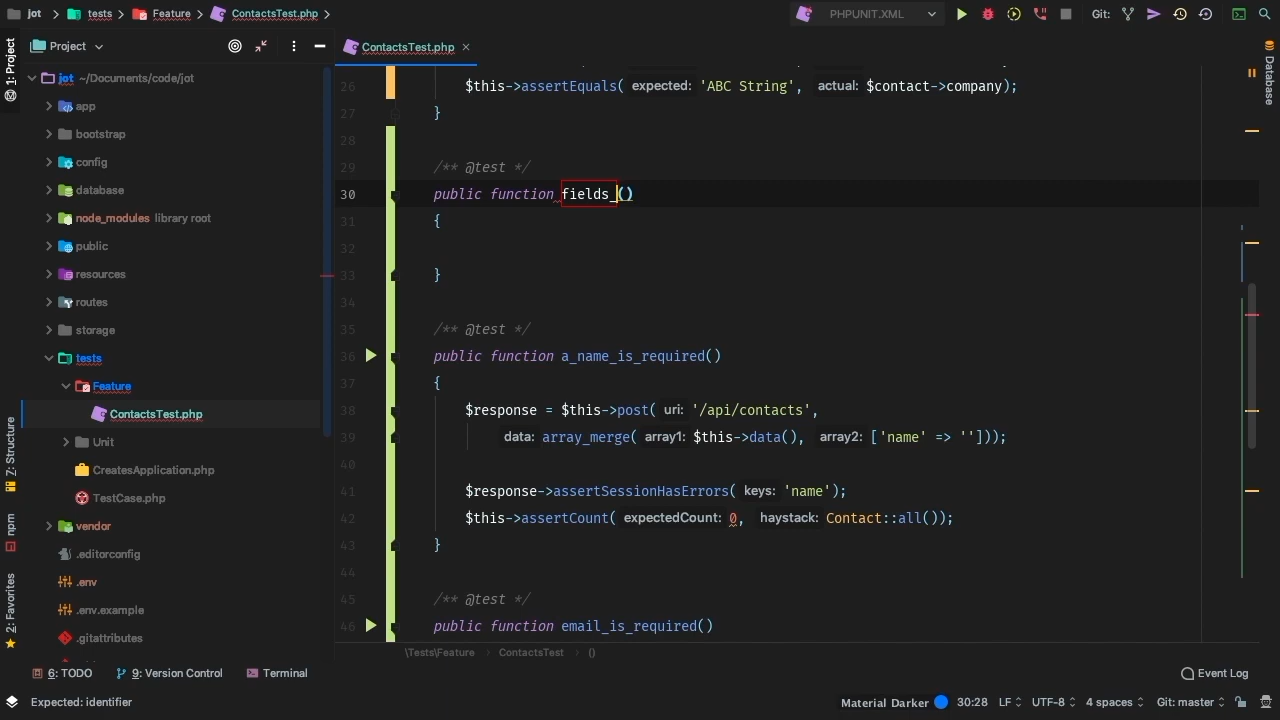 jot > tests > Feature > ContactsTest.php >
PHPUNIT.XML
Git:
1: Project
Project
ContactsTest.php ×
Database
jot ~/Documents/code/jot
app
bootstrap
config
database
node_modules library root
public
resources
routes
storage
tests
Feature
ContactsTest.php
Unit
CreatesApplication.php
TestCase.php
vendor
.editorconfig
.env
.env.example
.gitattributes
Z: Structure
npm
2: Favorites
26 $this->assertEquals( expected: 'ABC String', actual: $contact->company);
27 }
28
29 /** @test */
30 public function fields_()
31 {
32
33 }
34
35 /** @test */
36 public function a_name_is_required()
37 {
38 $response = $this->post( uri: '/api/contacts',
39 data: array_merge( array1: $this->data(), array2: ['name' => '']));
40
41 $response->assertSessionHasErrors( keys: 'name');
42 $this->assertCount( expectedCount: 0, haystack: Contact::all());
43 }
44
45 /** @test */
46 public function email_is_required()
\Tests\Feature > ContactsTest > ()
6: TODO
9: Version Control
Terminal
Event Log
Expected: identifier
Material Darker
30:28
LF
UTF-8
4 spaces
Git: master